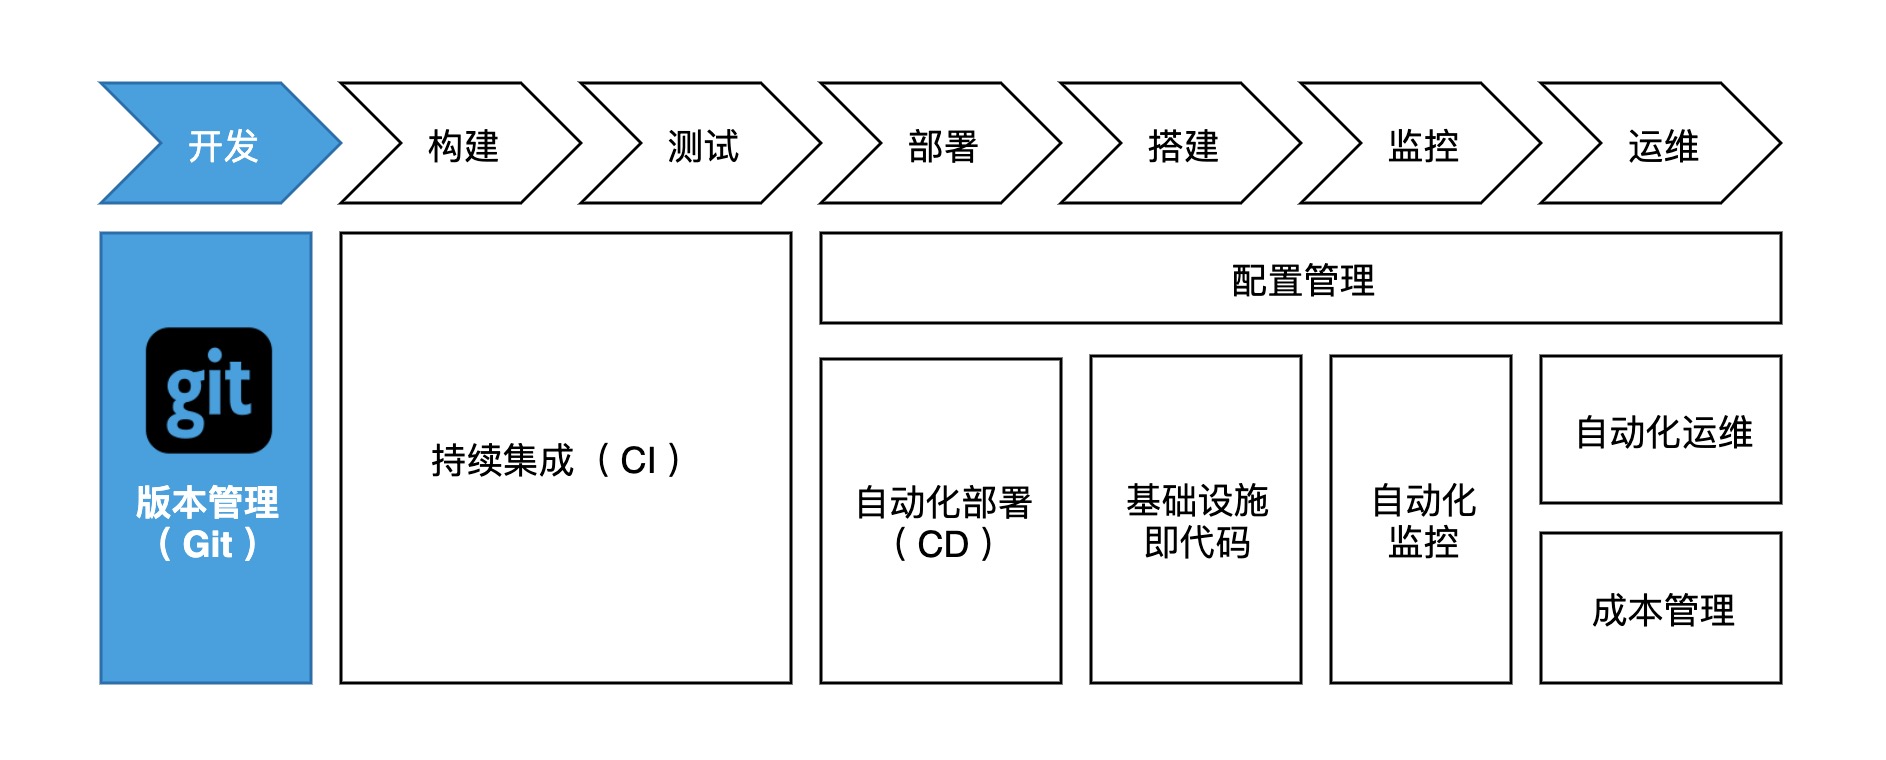 开发
构建
测试
部署
搭建
监控
运维
git
版本管理
（Git）
持续集成（CI）
配置管理
自动化部署
（CD）
基础设施
即代码
自动化
监控
自动化运维
成本管理